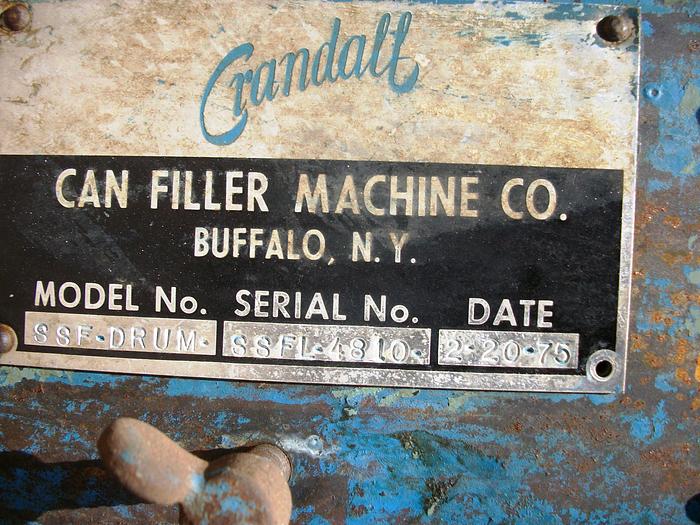 Crandall
CAN FILLER MACHINE CO.
BUFFALO, N.Y.
MODEL No. SERIAL No. DATE
SSF·DRUM· SSFL·4810· 2·20·75